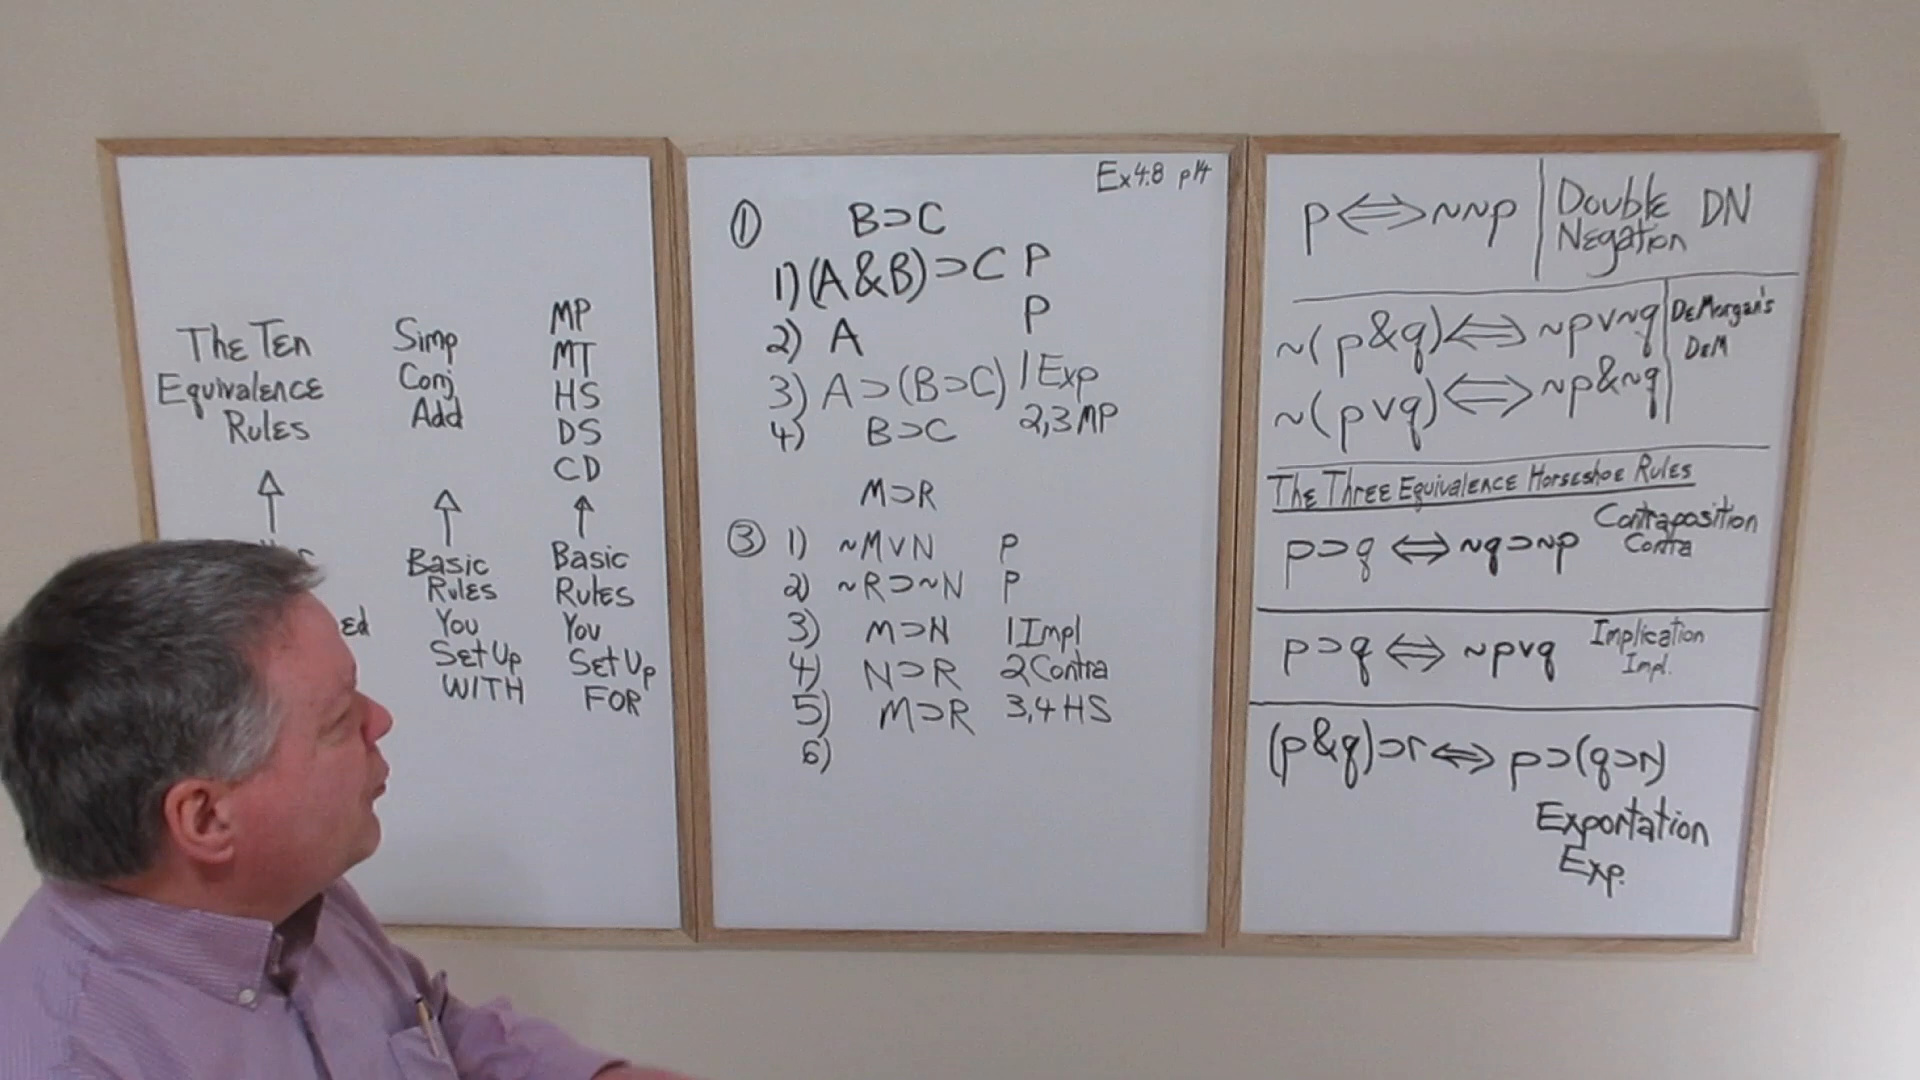 The Ten
Equivalence
Rules
ed
Simp
Conj
Add
Basic
Rules
You
Set Up
WITH
MP
MT
HS
DS
CD
Basic
Rules
You
Set Up
FOR
Ex 4.8 p14
① B⊃C
1) (A&B)⊃C P
2) A P
3) A⊃(B⊃C) 1 Exp
4) B⊃C 2,3 MP
M⊃R
③ 1) ~M∨N P
2) ~R⊃~N P
3) M⊃N 1 Impl
4) N⊃R 2 Contra
5) M⊃R 3,4 HS
6)
p⟺~~p Double Negation DN
~(p&q)⟺~p∨~q DeMorgan's
~(p∨q)⟺~p&~q DeM
The Three Equivalence Horseshoe Rules
p⊃q⟺~q⊃~p Contraposition
Contra
p⊃q⟺~p∨q Implication
Impl.
(p&q)⊃r⟺p⊃(q⊃r)
Exportation
Exp.